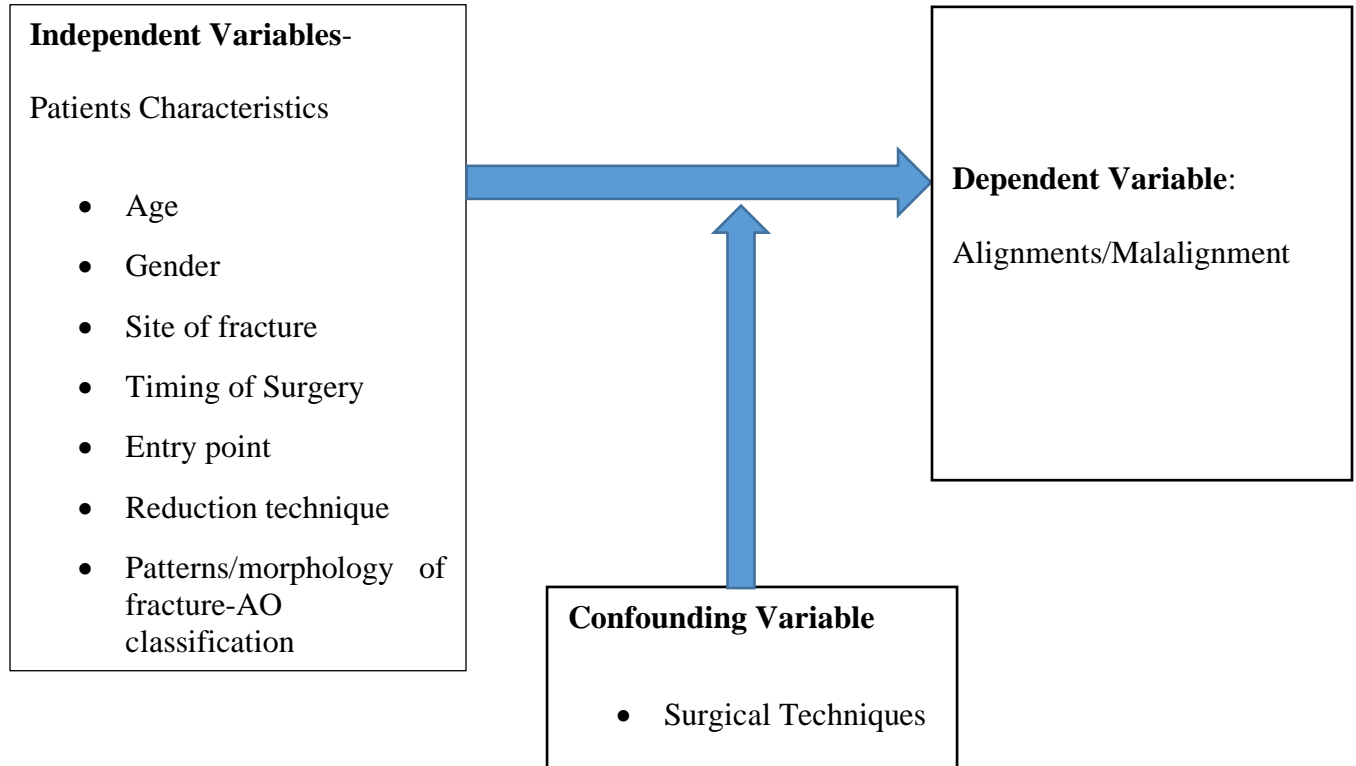 Independent Variables-
Patients Characteristics
• Age
• Gender
• Site of fracture
• Timing of Surgery
• Entry point
• Reduction technique
• Patterns/morphology of
fracture-AO
classification
Dependent Variable:
Alignments/Malalignment
Confounding Variable
• Surgical Techniques